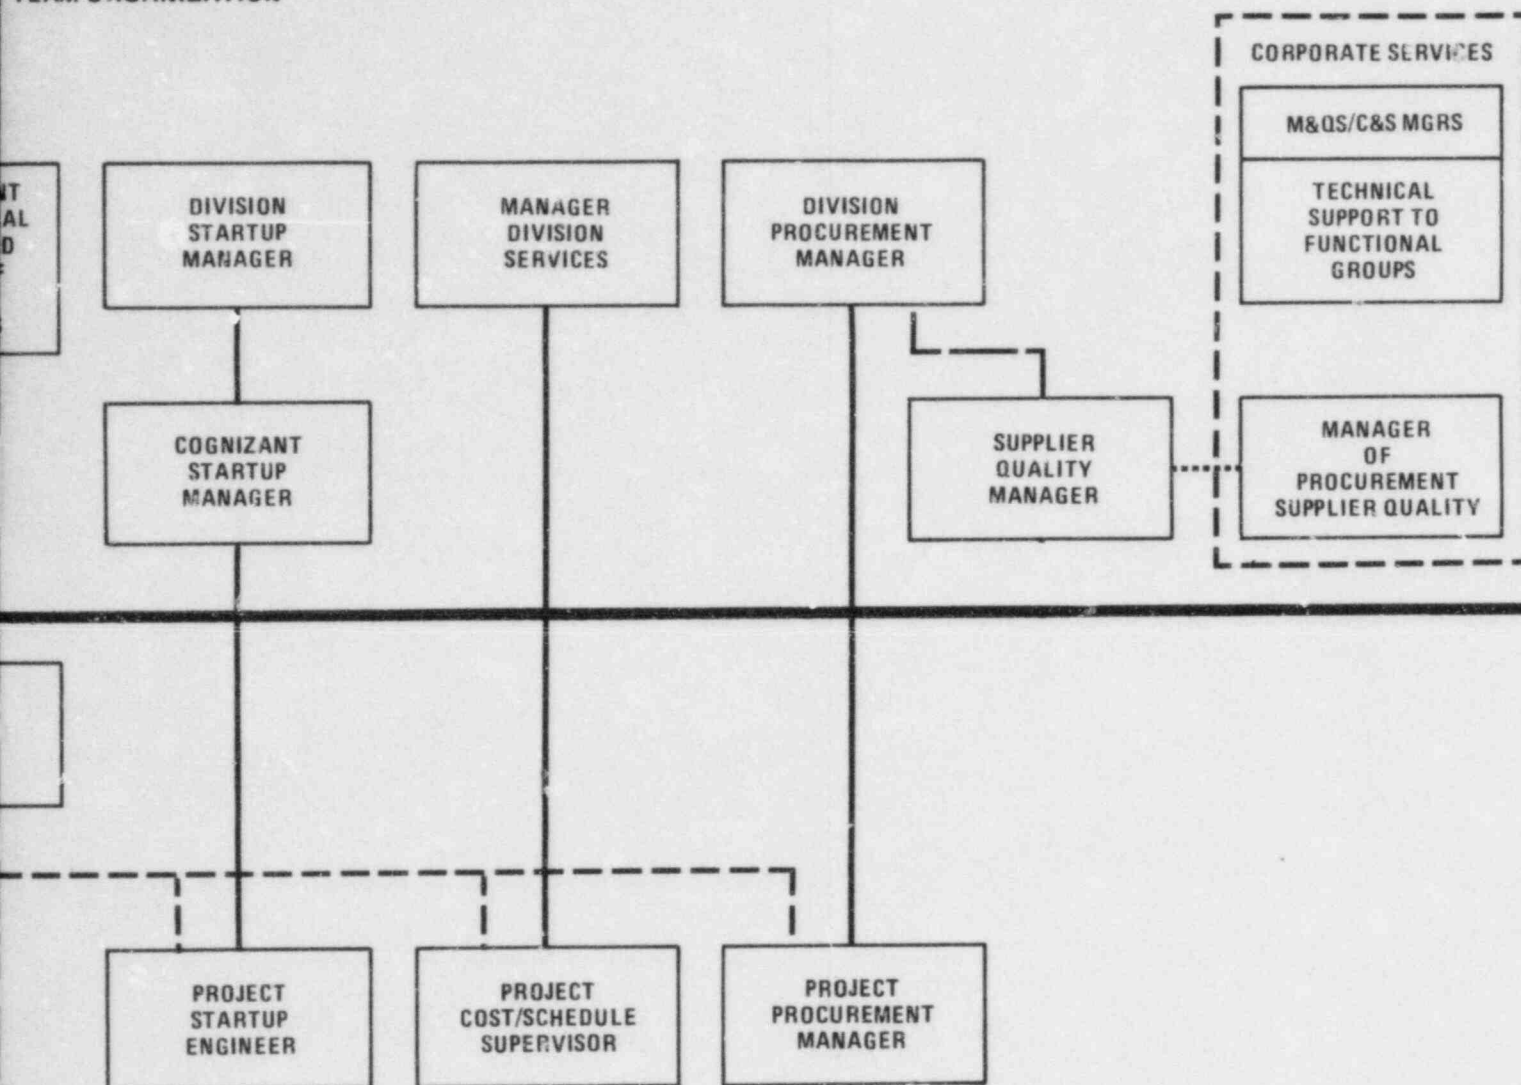 TEAM ORGANIZATION
CORPORATE SERVICES
M&QS/C&S MGRS
TECHNICAL
SUPPORT TO
FUNCTIONAL
GROUPS
DIVISION
STARTUP
MANAGER
MANAGER
DIVISION
SERVICES
DIVISION
PROCUREMENT
MANAGER
COGNIZANT
STARTUP
MANAGER
SUPPLIER
QUALITY
MANAGER
MANAGER
OF
PROCUREMENT
SUPPLIER QUALITY
PROJECT
STARTUP
ENGINEER
PROJECT
COST/SCHEDULE
SUPERVISOR
PROJECT
PROCUREMENT
MANAGER